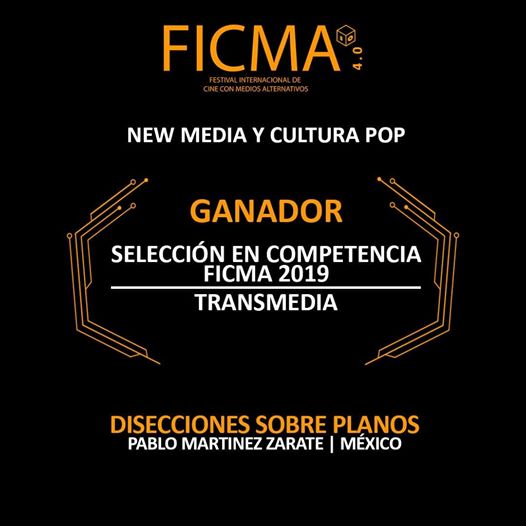 FICMA
4.0
FESTIVAL INTERNACIONAL DE
CINE CON MEDIOS ALTERNATIVOS
NEW MEDIA Y CULTURA POP
GANADOR
SELECCIÓN EN COMPETENCIA
FICMA 2019
TRANSMEDIA
DISECCIONES SOBRE PLANOS
PABLO MARTINEZ ZARATE | MÉXICO